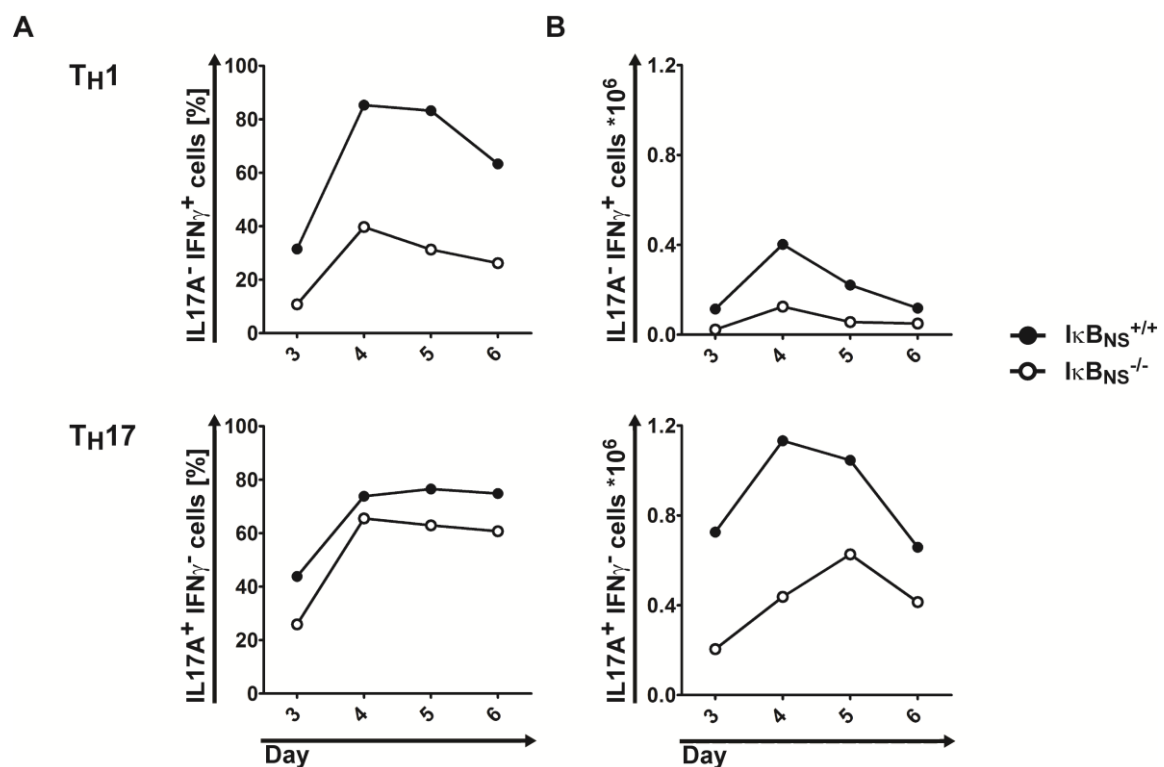 A
B
TH1
IL17A- IFNγ+ cells [%]
100
80
60
40
20
0
3 4 5 6
IL17A- IFNγ+ cells *10^6
1.2
0.8
0.4
0.0
3 4 5 6
IκBNS+/+
IκBNS-/-
TH17
IL17A+ IFNγ- cells [%]
100
80
60
40
20
0
3 4 5 6
Day
IL17A+ IFNγ- cells *10^6
1.2
0.8
0.4
0.0
3 4 5 6
Day